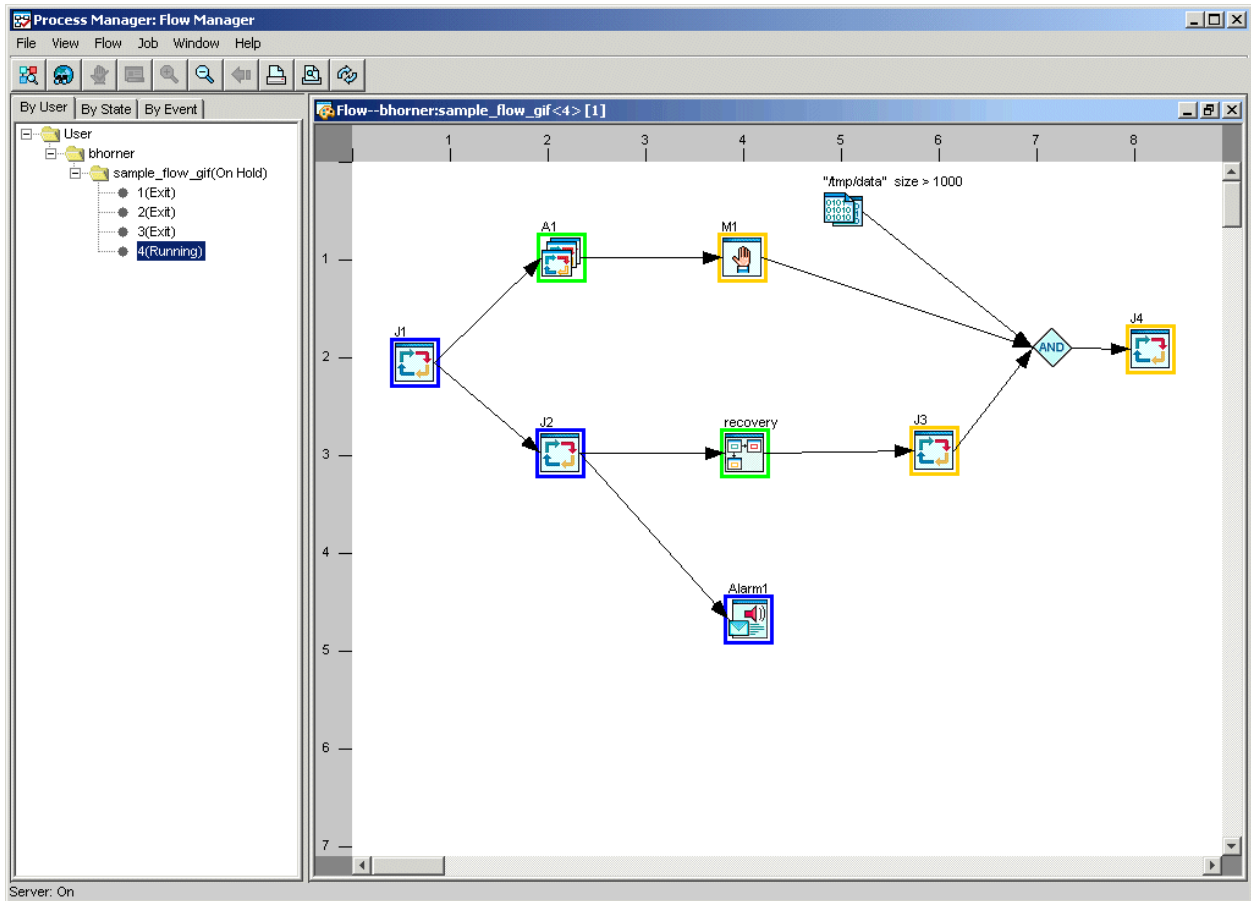 Process Manager: Flow Manager
File View Flow Job Window Help
By User By State By Event
User
bhorner
sample_flow_gif(On Hold)
1(Exit)
2(Exit)
3(Exit)
4(Running)
Flow--bhorner:sample_flow_gif<4> [1]
1 2 3 4 5 6 7 8
"/tmp/data" size > 1000
A1 M1
1
J1 J4
2
AND
J2 recovery J3
3
4
Alarm1
5
6
7
Server: On